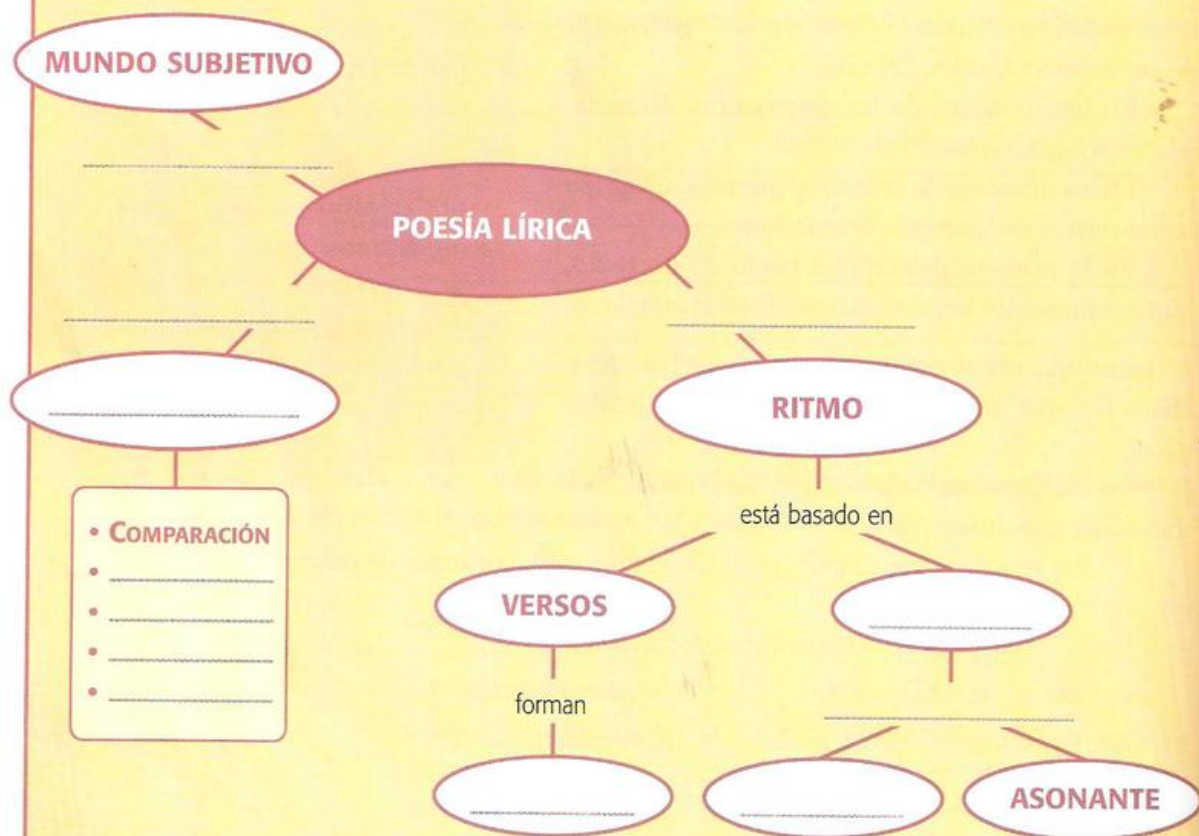 MUNDO SUBJETIVO
POESÍA LÍRICA
RITMO
• COMPARACIÓN
•
•
•
•
está basado en
VERSOS
forman
ASONANTE